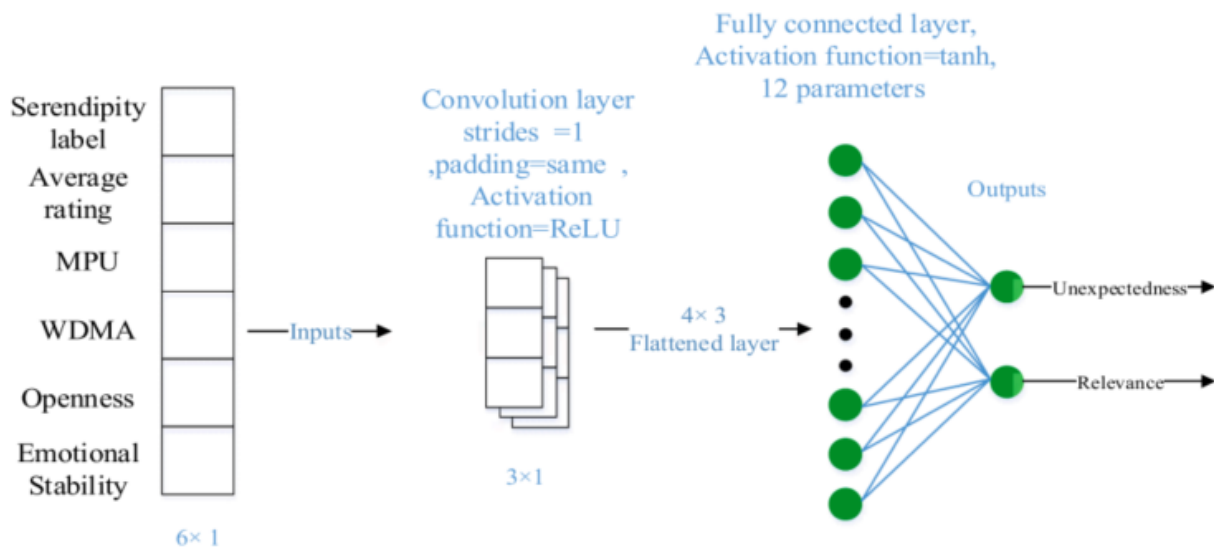 Serendipity
label
Average
rating
MPU
WDMA
Openness
Emotional
Stability
6× 1
Inputs
Convolution layer
strides =1
,padding=same ,
Activation
function=ReLU
3×1
4× 3
Flattened layer
Fully connected layer,
Activation function=tanh,
12 parameters
Outputs
Unexpectedness
Relevance